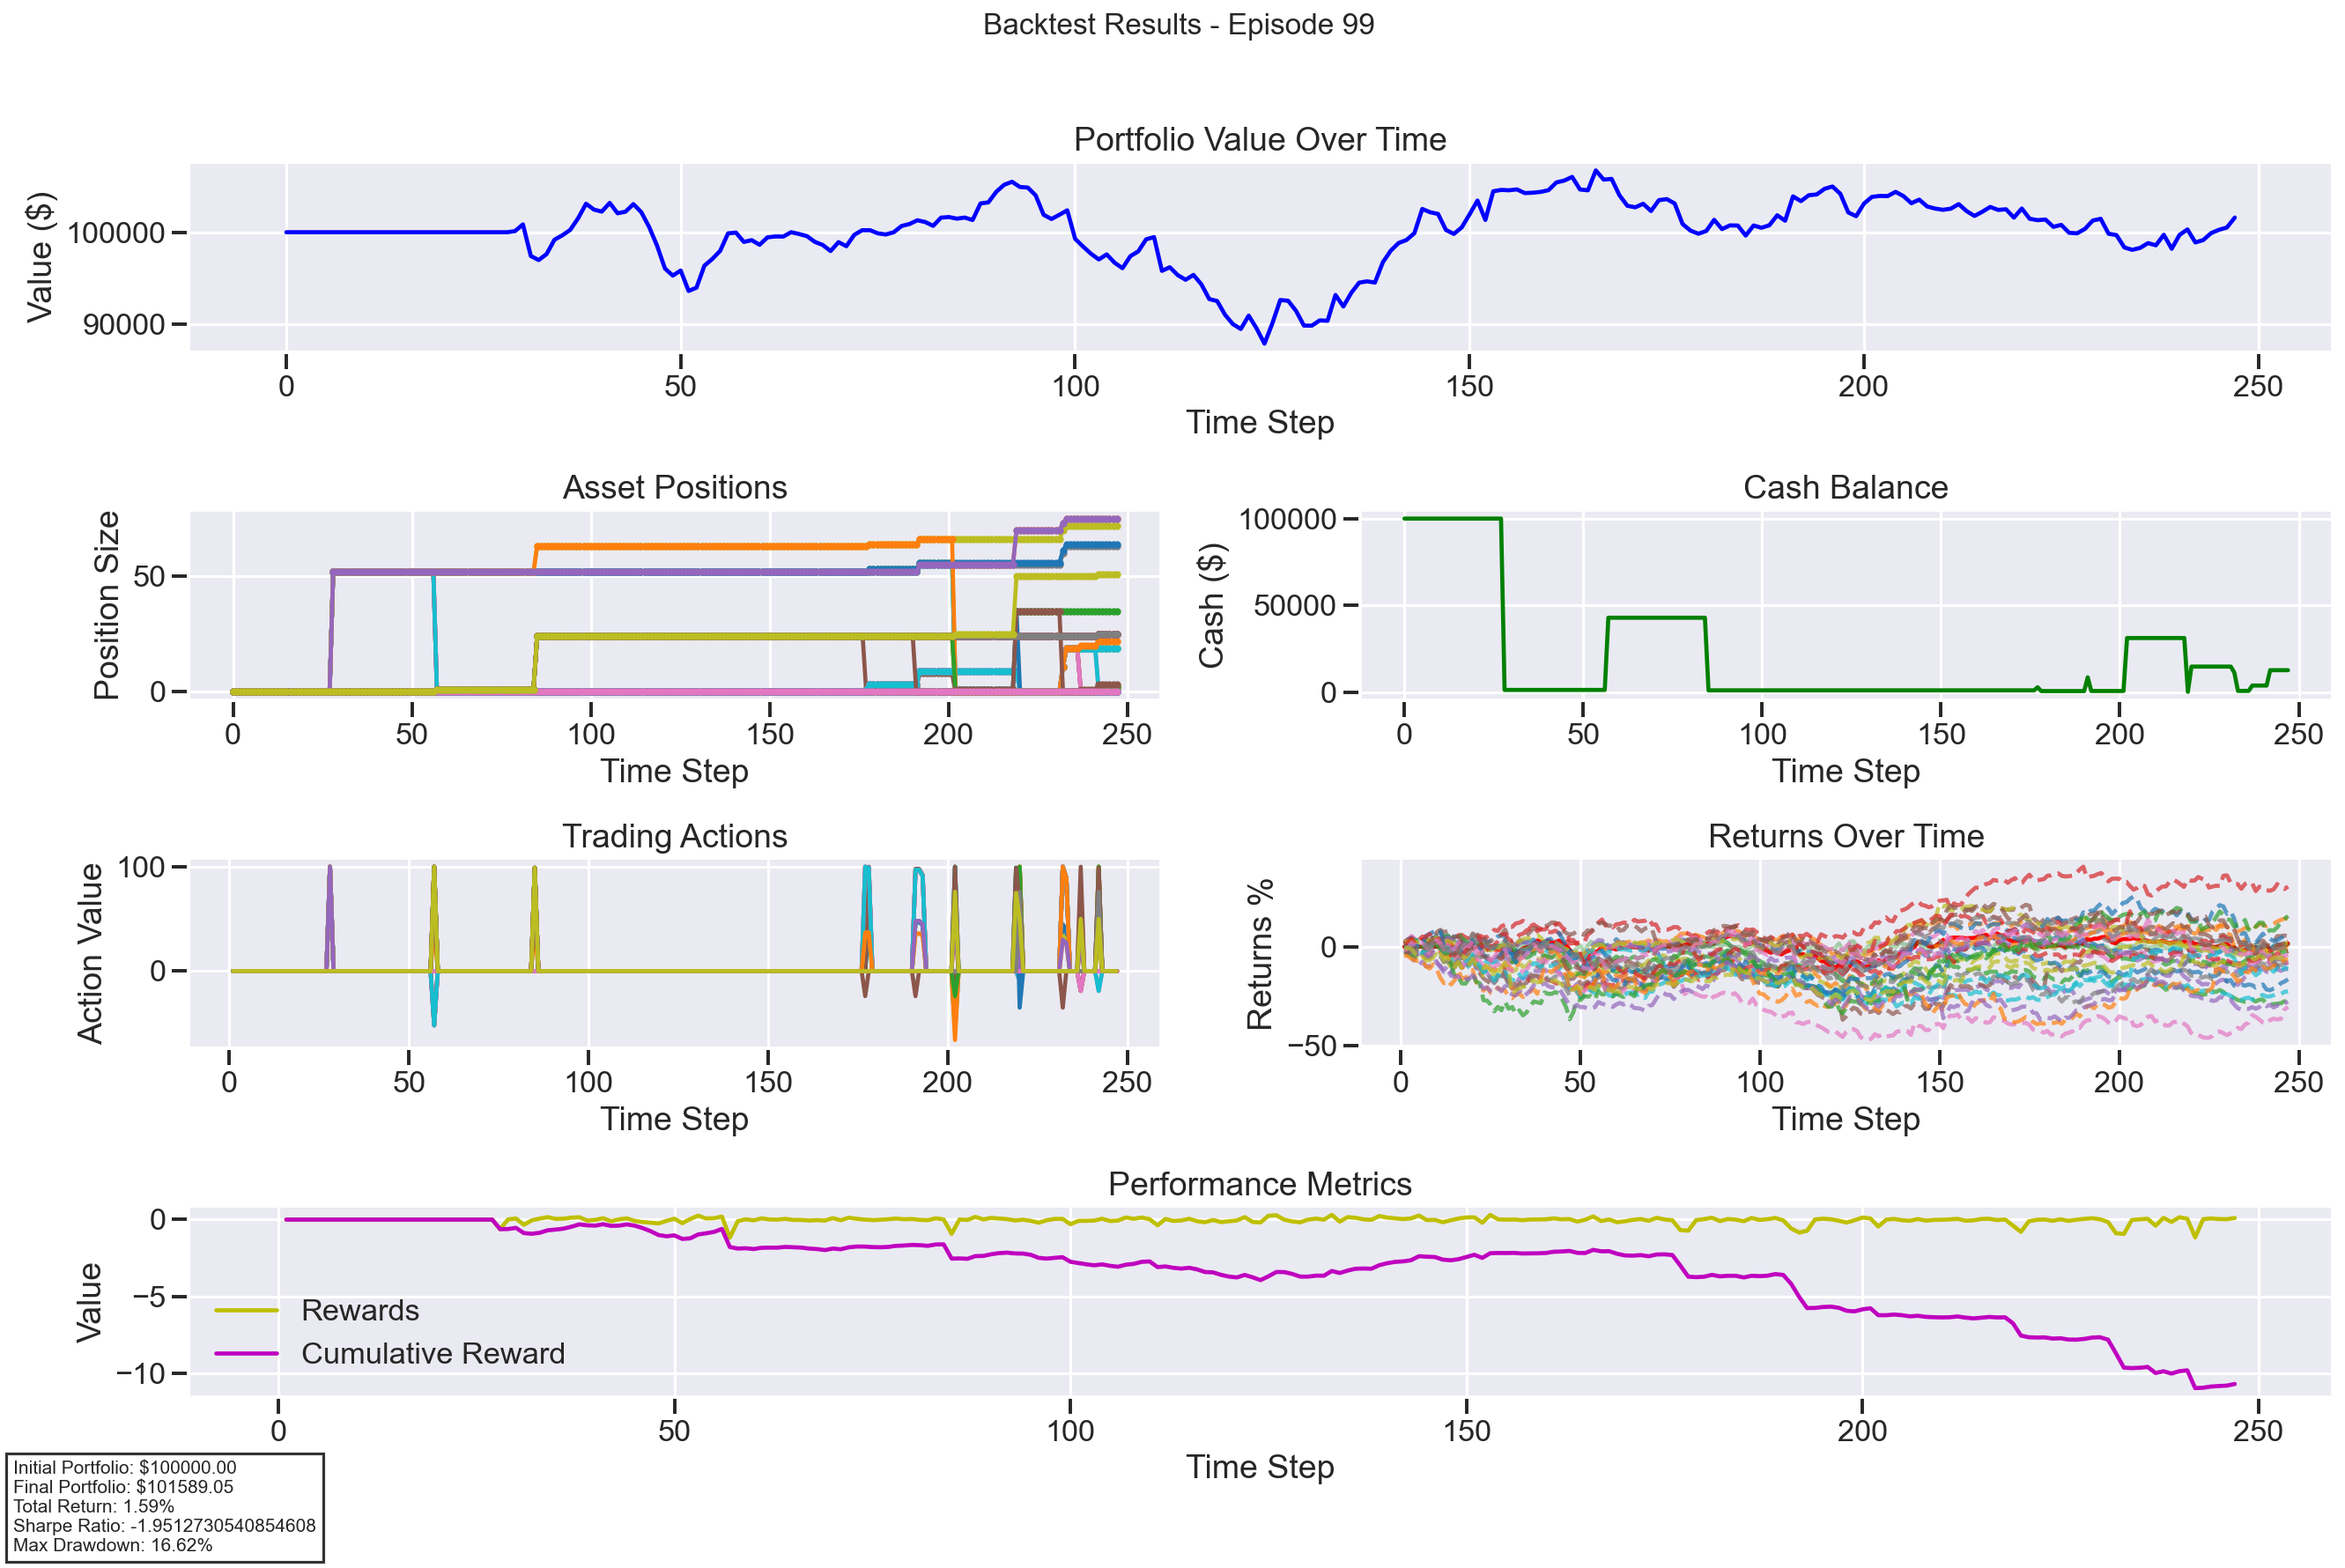 Backtest Results - Episode 99
Portfolio Value Over Time
Value ($)
100000
90000
0 50 100 150 200 250
Time Step
Asset Positions
Position Size
50
0
0 50 100 150 200 250
Time Step
Cash Balance
Cash ($)
100000
50000
0
0 50 100 150 200 250
Time Step
Trading Actions
Action Value
100
0
0 50 100 150 200 250
Time Step
Returns Over Time
Returns %
0
−50
0 50 100 150 200 250
Time Step
Performance Metrics
Value
0
−5
−10
Rewards
Cumulative Reward
0 50 100 150 200 250
Time Step
Initial Portfolio: $100000.00
Final Portfolio: $101589.05
Total Return: 1.59%
Sharpe Ratio: -1.9512730540854608
Max Drawdown: 16.62%